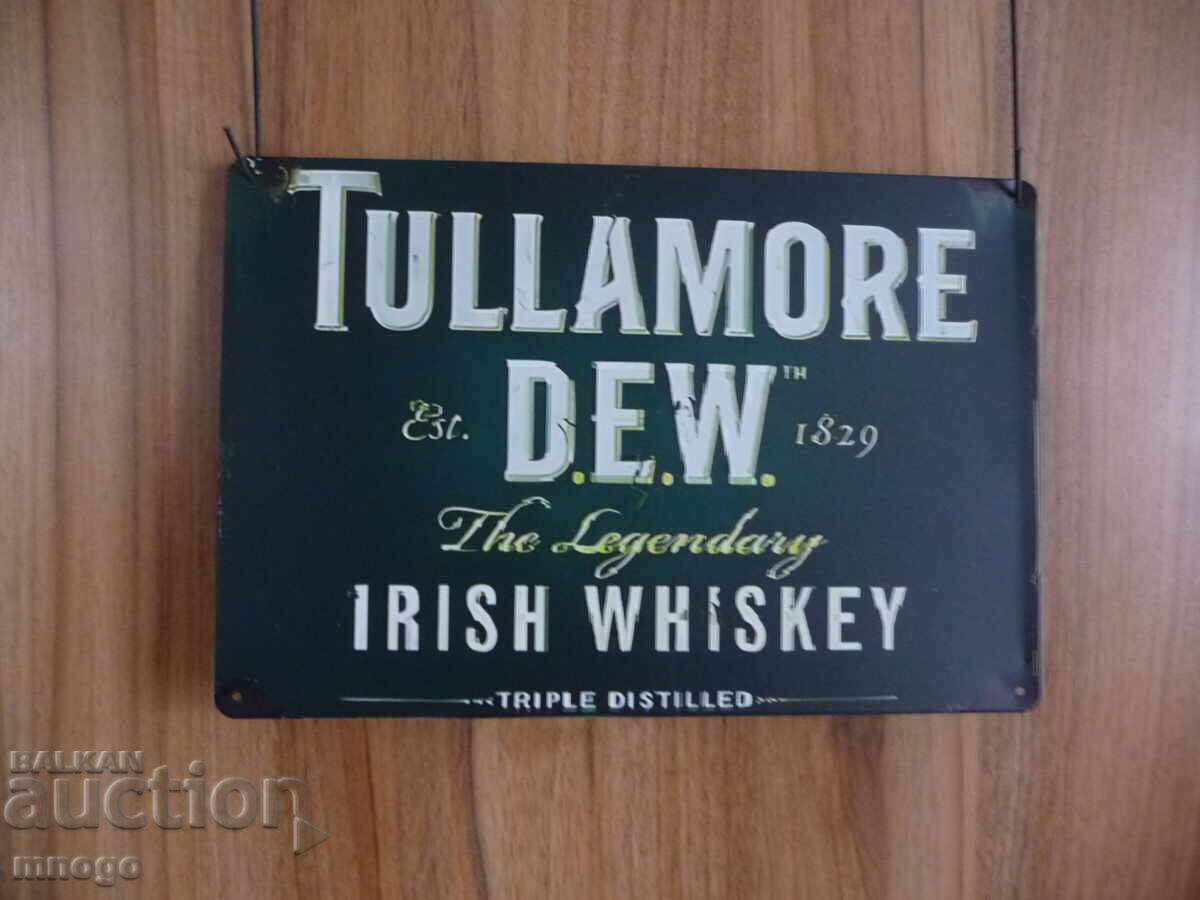 TULLAMORE
Est. D.E.W.™ 1829
The Legendary
IRISH WHISKEY
TRIPLE DISTILLED
BALKAN
auction
mnogo